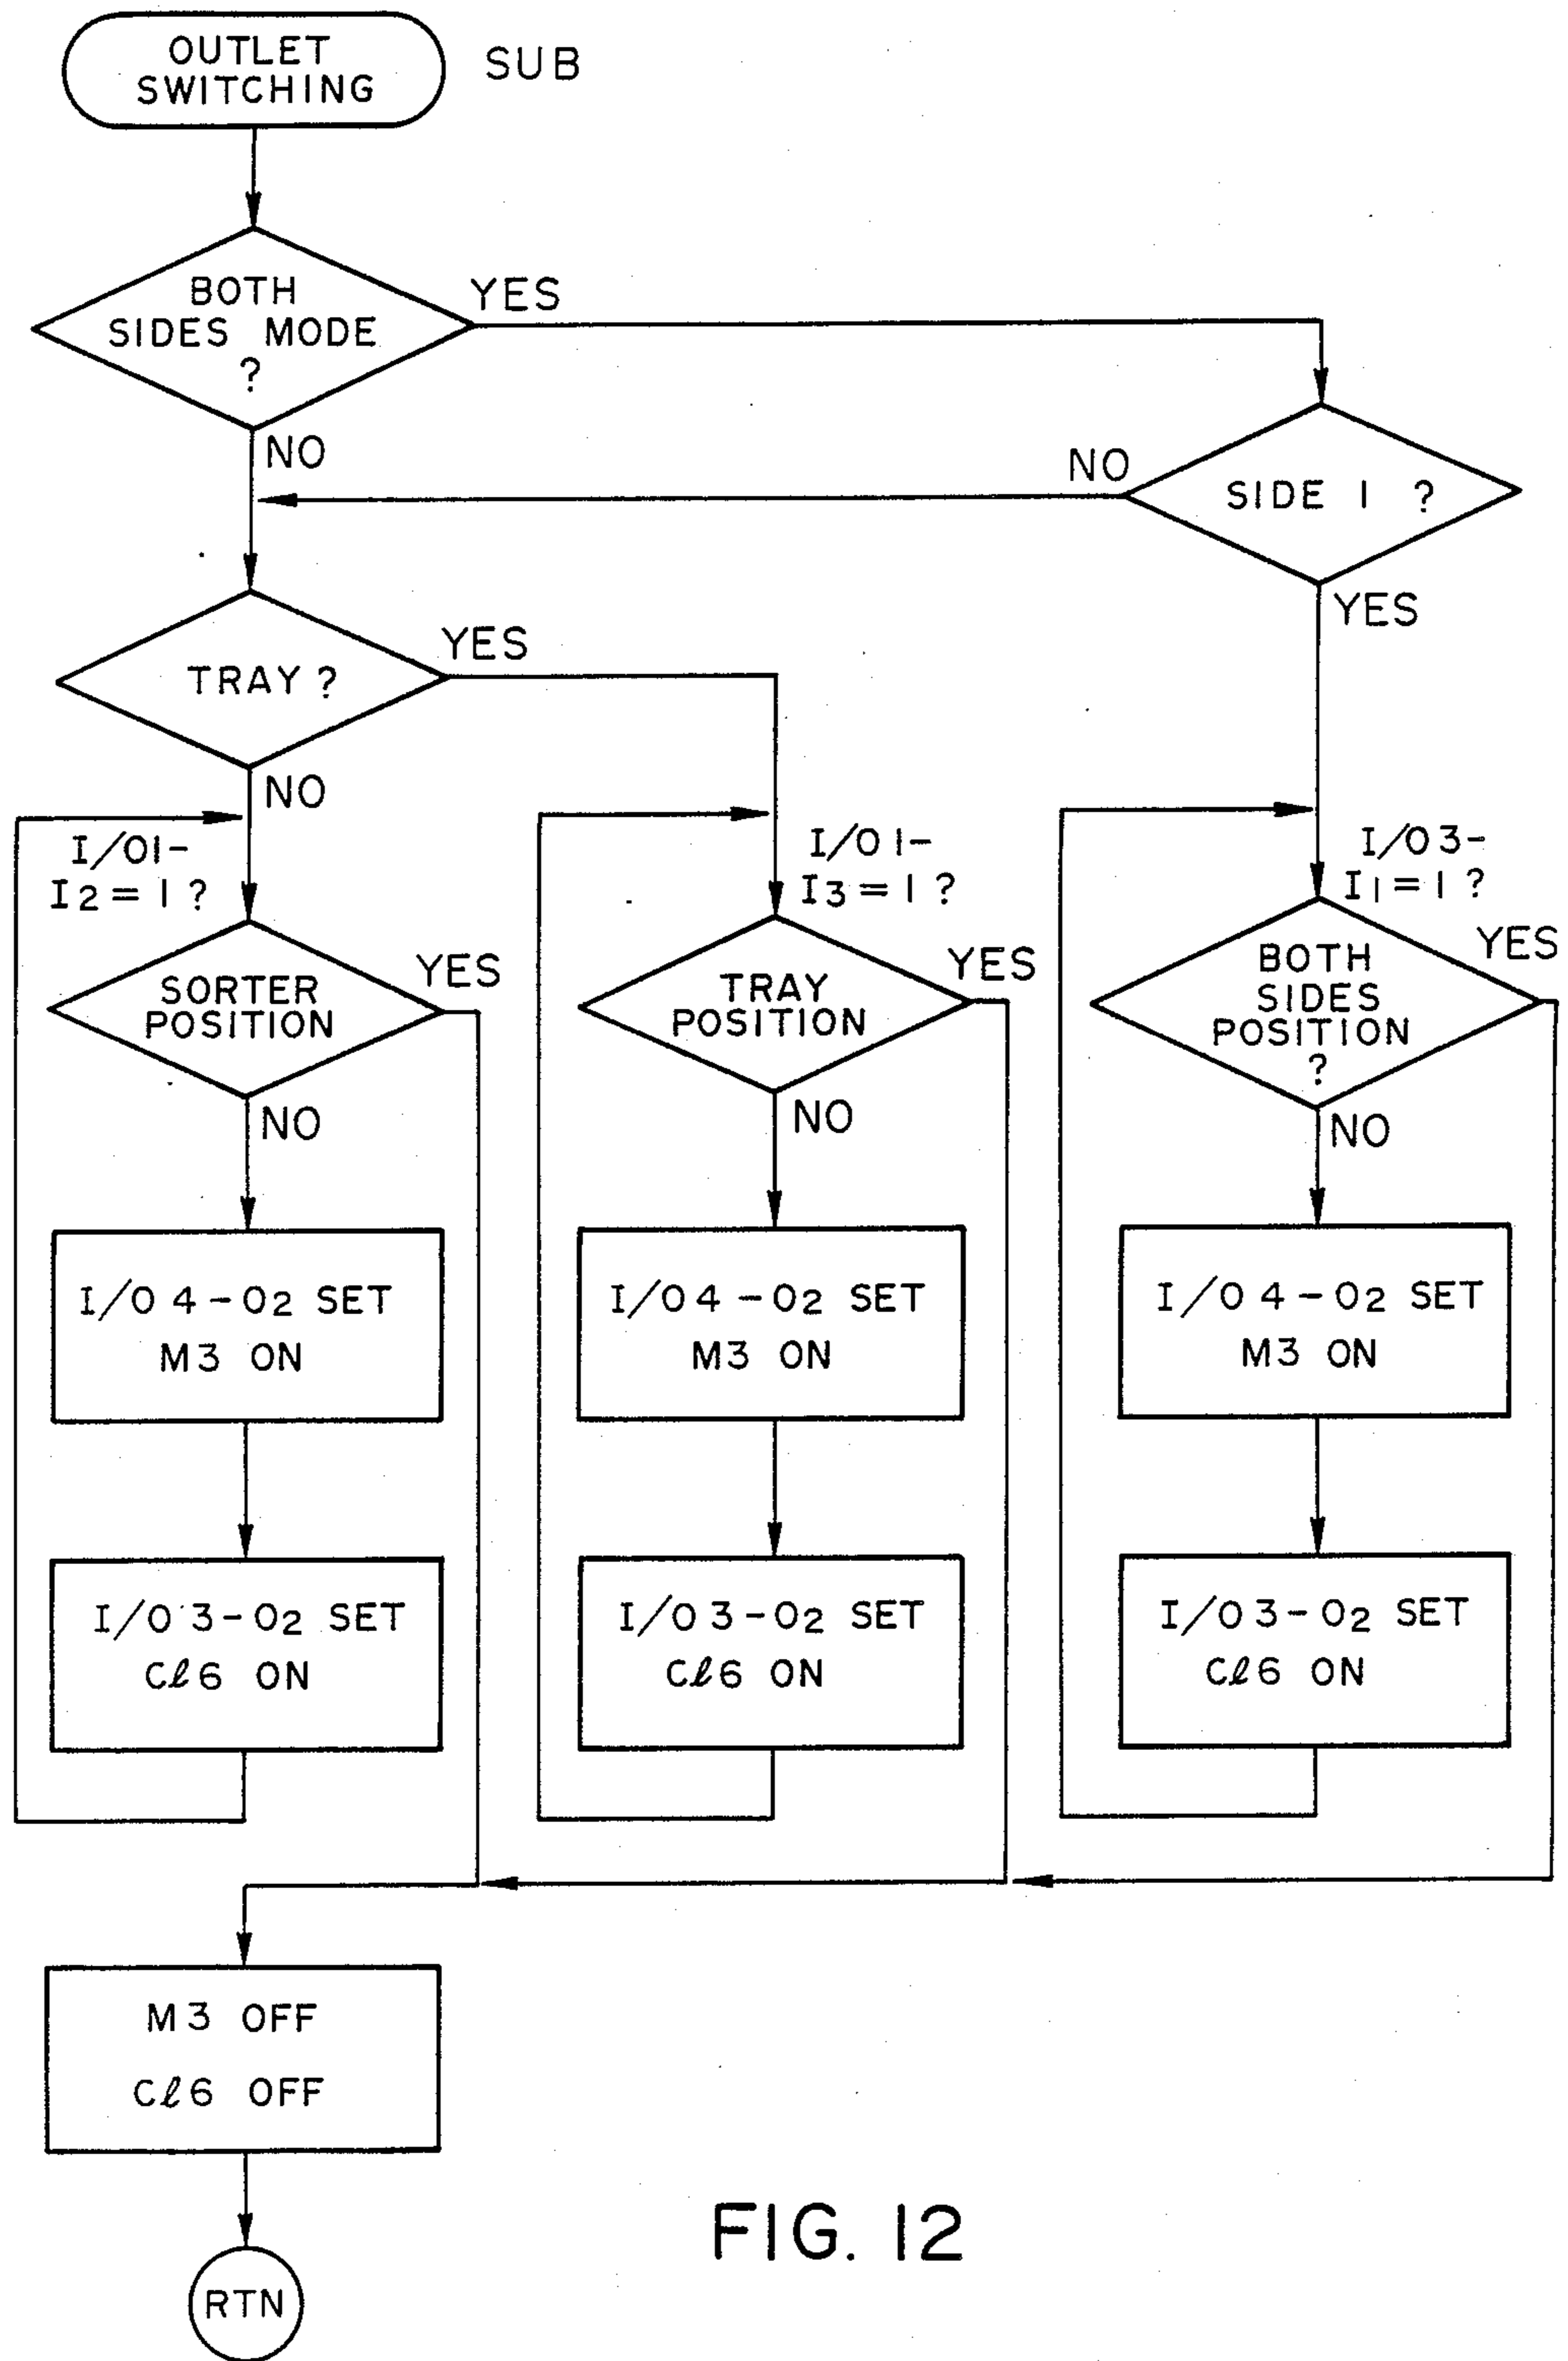 OUTLET
SWITCHING
SUB
BOTH
SIDES MODE
?
YES
NO
SIDE 1 ?
NO
YES
TRAY ?
YES
NO
I/O1-
I2 = 1 ?
SORTER
POSITION
YES
NO
I/O 1-
I3 = 1 ?
TRAY
POSITION
YES
NO
I/O 3-
I1 = 1 ?
BOTH
SIDES
POSITION
?
YES
NO
I/O 4-O2 SET
M3 ON
I/O 4-O2 SET
M3 ON
I/O 4-O2 SET
M3 ON
I/O 3-O2 SET
Cℓ6 ON
I/O 3-O2 SET
Cℓ6 ON
I/O 3-O2 SET
Cℓ6 ON
M3 OFF
Cℓ6 OFF
RTN
FIG. 12